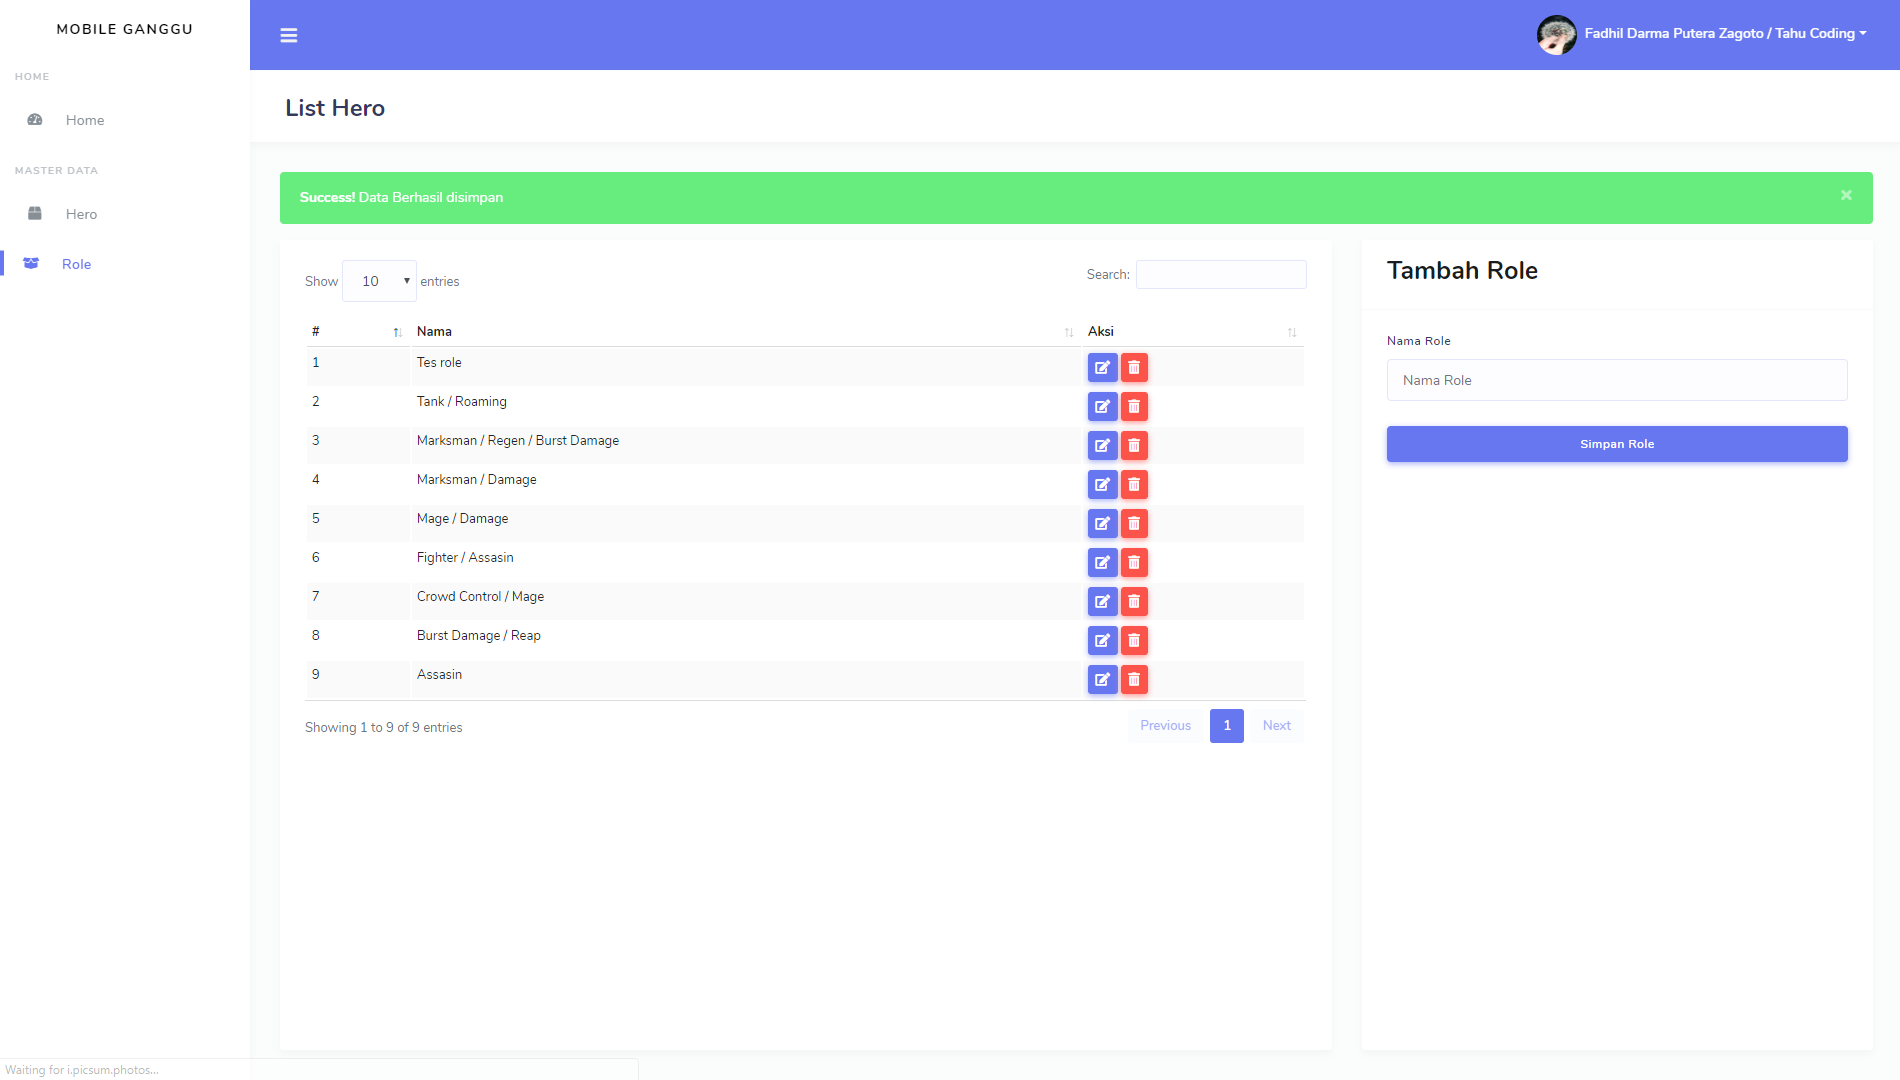 MOBILE GANGGU
Fadhil Darma Putera Zagoto / Tahu Coding
HOME
Home
MASTER DATA
Hero
Role
List Hero
Success! Data Berhasil disimpan
×
Show 10 entries
Search:
# Nama Aksi
1 Tes role
2 Tank / Roaming
3 Marksman / Regen / Burst Damage
4 Marksman / Damage
5 Mage / Damage
6 Fighter / Assasin
7 Crowd Control / Mage
8 Burst Damage / Reap
9 Assasin
Showing 1 to 9 of 9 entries
Previous 1 Next
Tambah Role
Nama Role
Nama Role
Simpan Role
Waiting for i.picsum.photos...